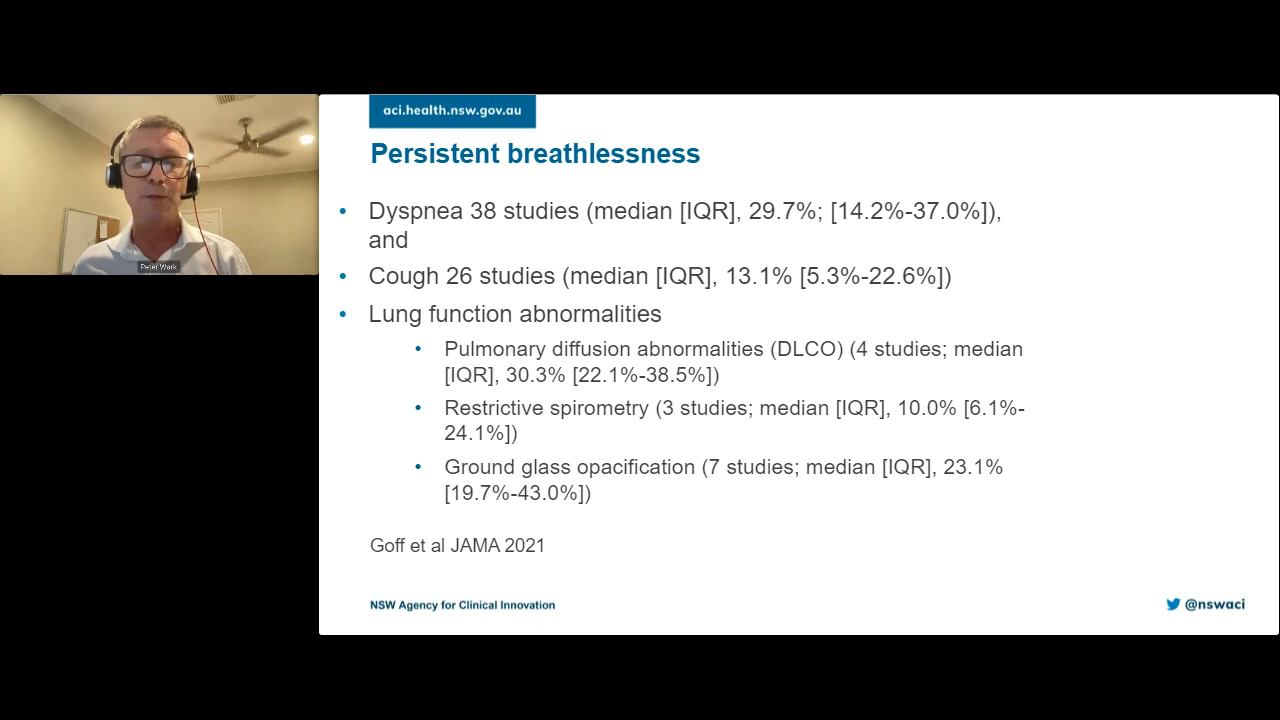 aci.health.nsw.gov.au
Persistent breathlessness
• Dyspnea 38 studies (median [IQR], 29.7%; [14.2%-37.0%]),
and
• Cough 26 studies (median [IQR], 13.1% [5.3%-22.6%])
• Lung function abnormalities
• Pulmonary diffusion abnormalities (DLCO) (4 studies; median
[IQR], 30.3% [22.1%-38.5%])
• Restrictive spirometry (3 studies; median [IQR], 10.0% [6.1%-
24.1%])
• Ground glass opacification (7 studies; median [IQR], 23.1%
[19.7%-43.0%])
Goff et al JAMA 2021
NSW Agency for Clinical Innovation
@nswaci
Peter Wark